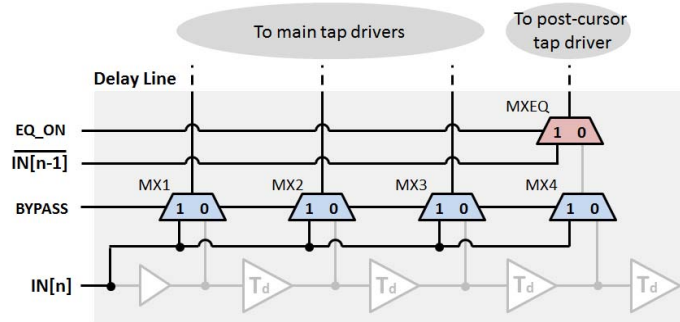 To main tap drivers
To post-cursor
tap driver
Delay Line
MXEQ
EQ_ON
1 0
IN[n-1]
MX1 MX2 MX3 MX4
BYPASS
1 0 1 0 1 0 1 0
IN[n]
Td Td Td Td